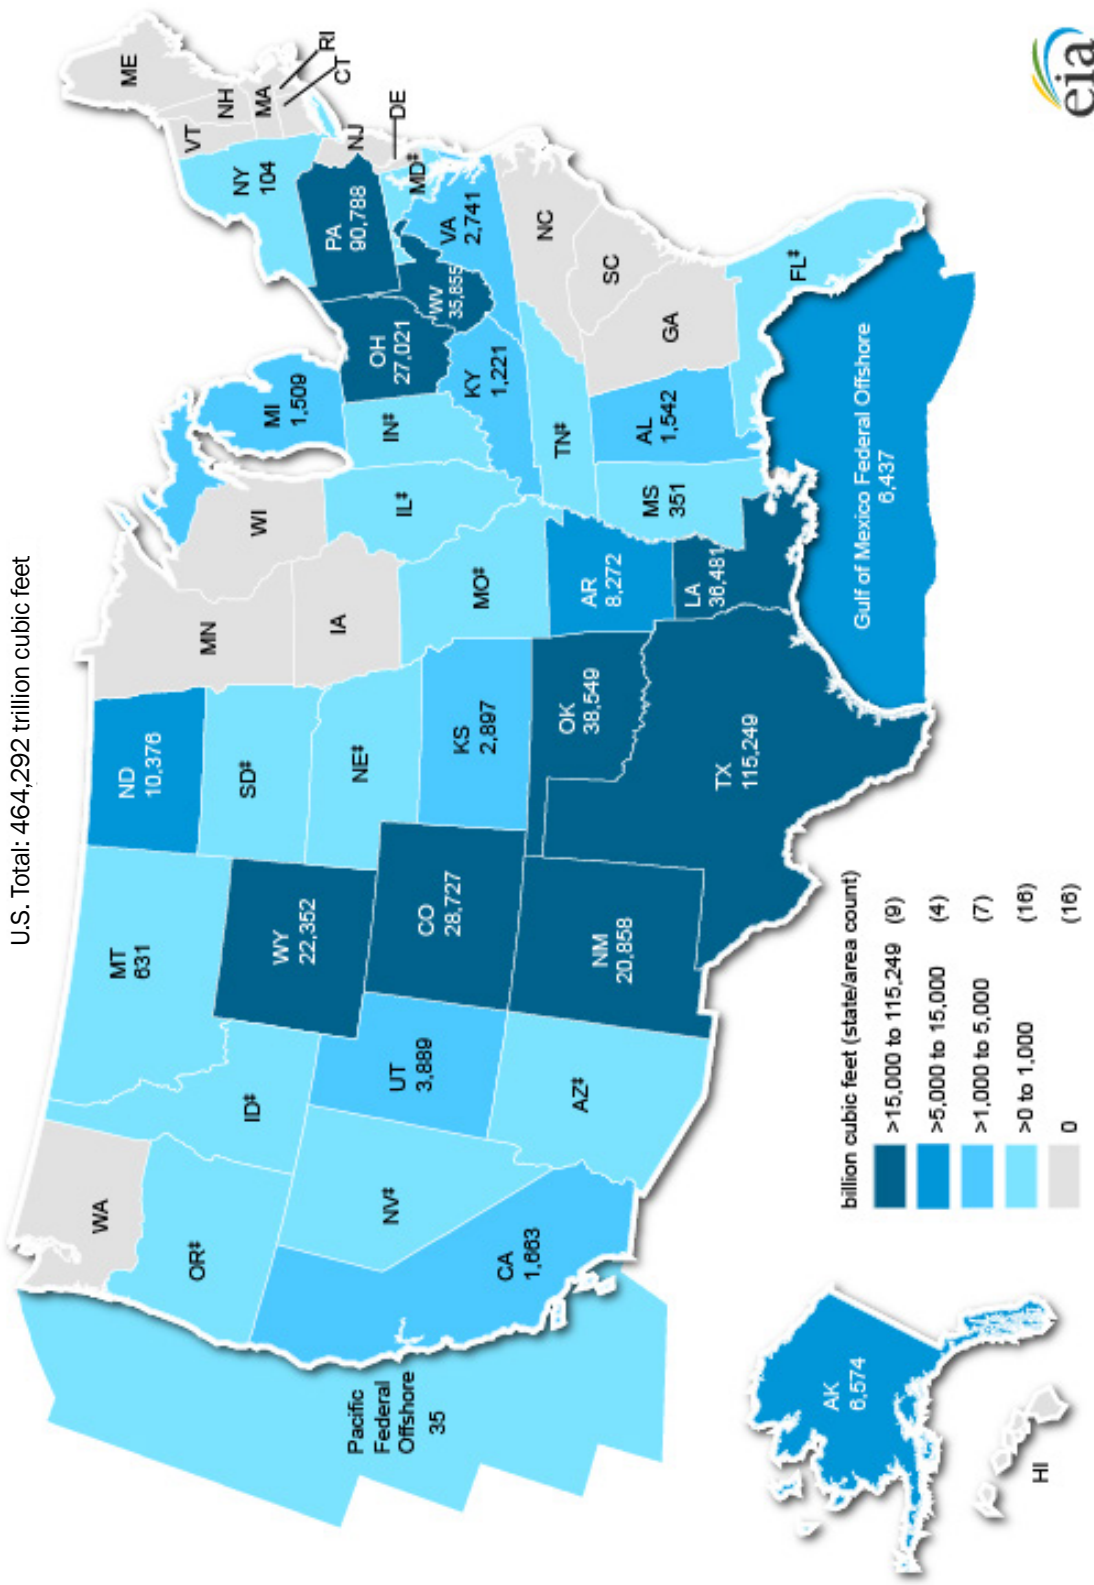 U.S. Total: 464,292 trillion cubic feet
WA
OR‡
CA
1,663
NV‡
ID‡
MT
631
WY
22,352
UT
3,889
CO
28,727
AZ‡
NM
20,858
ND
10,376
SD‡
NE‡
KS
2,897
OK
38,549
TX
115,249
MN
IA
MO‡
AR
8,272
LA
36,481
WI
IL‡
MI
1,509
IN‡
OH
27,021
KY
1,221
TN‡
MS
351
AL
1,542
GA
FL‡
SC
NC
VA
2,741
WV
35,855
PA
90,788
NY
104
VT
NH
ME
MA
RI
CT
NJ
DE
MD‡
Pacific
Federal
Offshore
35
Gulf of Mexico Federal Offshore
6,437
AK
6,574
HI
billion cubic feet (state/area count)
>15,000 to 115,249 (9)
>5,000 to 15,000 (4)
>1,000 to 5,000 (7)
>0 to 1,000 (16)
0 (16)
eia